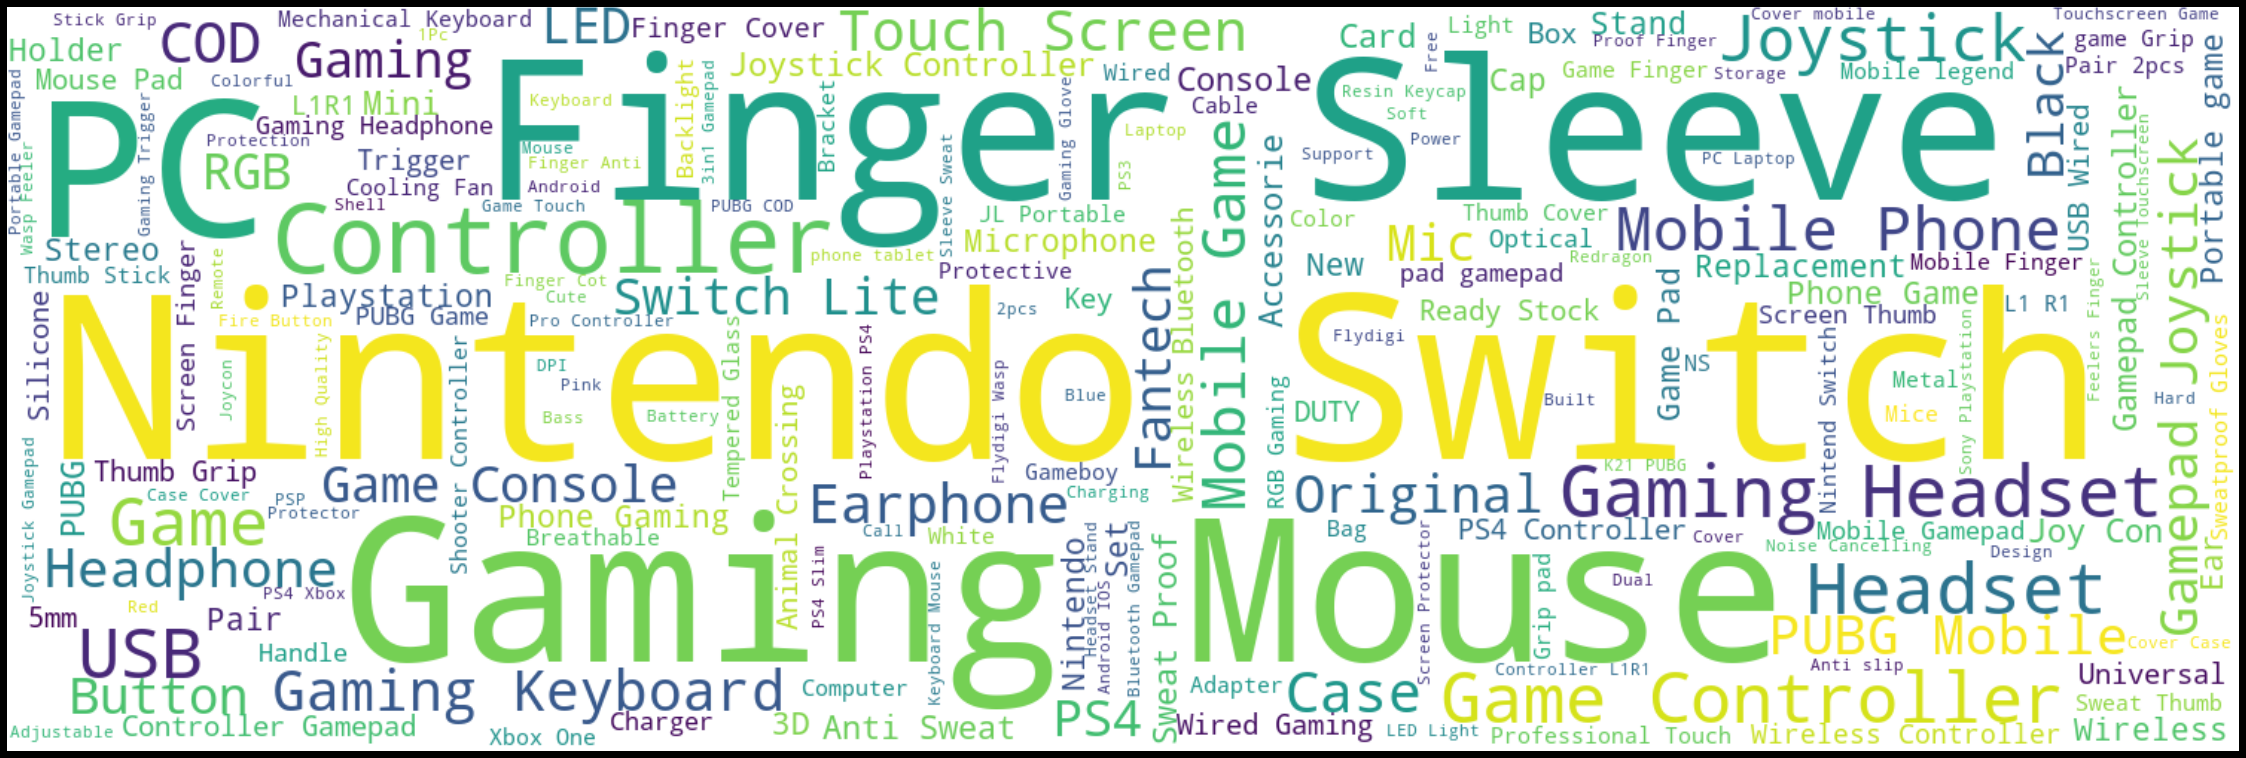 Stick Grip
COD
Mechanical Keyboard
1Pc
LED
Finger Cover
Touch Screen
Card
Light
Box
Stand
Proof Finger
Cover mobile
Joystick
Touchscreen Game
game Grip
Holder
Gaming
Joystick Controller
Wired
Console
Free
Cap
Game Finger
Storage
Mobile legend
Black
Pair 2pcs
Mouse Pad
Colorful
L1R1
Mini
Keyboard
Backlight
3in1 Gamepad
Bracket
Gaming Glove
Cable
Resin Keycap
Soft
Portable game
Portable Gamepad
PC
Finger
Sleeve
Gaming Trigger
Protection
Gaming Headphone
Mouse
Laptop
Power
Support
PC Laptop
USB Wired
Gamepad Controller
Sleeve Touchscreen
Wasp Feeler
RGB
Trigger
Finger Anti
Cooling Fan
Android
Shell
Game Touch
PUBG COD
Sleeve Sweat
PS3
Mobile Game
Accessorie
Controller
JL Portable
Color
Thumb Cover
Mobile Phone
Stereo
phone tablet
Microphone
Wireless Bluetooth
Mic
Optical
Redragon
Thumb Stick
Screen Finger
Remote
Finger Cot
Cute
Protective
New
pad gamepad
Replacement
Mobile Finger
Gamepad Joystick
Silicone
Playstation
Switch Lite
Key
Fantech
Ready Stock
Game Pad
Phone Game
L1 R1
Fire Button
PUBG Game
Pro Controller
2pcs
Flydigi
Screen Thumb
Nintendo
Switch
Joycon
High Quality
Shooter Controller
DPI
Pink
Bass
Battery
Tempered Glass
Animal Crossing
Playstation PS4
Flydigi Wasp
Blue
RGB Gaming
DUTY
Built
NS
Nintend Switch
Metal
Mice
Sony Playstation
Feelers Finger
Hard
Sweatproof Gloves
Thumb Grip
PUBG
Case Cover
PSP
Protector
Game Console
Gameboy
Charging
K21 PUBG
Original
Gaming Headset
Joystick Gamepad
Game
Phone Gaming
Breathable
Earphone
Call
White
Set
Bag
PS4 Controller
Cover
Mobile Gamepad
Joy Con
Ear
Headphone
PS4 Xbox
Gaming
Mouse
PS4 Slim
Keyboard Mouse
Nintendo
Headset Stand
Android IOS
Bluetooth Gamepad
Sweat Proof
Screen Protector
Grip pad
Dual
Noise Cancelling
Design
Headset
5mm
Red
Pair
USB
Handle
PUBG Mobile
Cover Case
Controller L1R1
Anti slip
Universal
Button
Gaming Keyboard
Computer
Adapter
Case
Game Controller
Sweat Thumb
Adjustable
Controller Gamepad
Xbox One
Charger
3D
Anti Sweat
PS4
Wired Gaming
LED Light
Professional Touch
Wireless Controller
Wireless